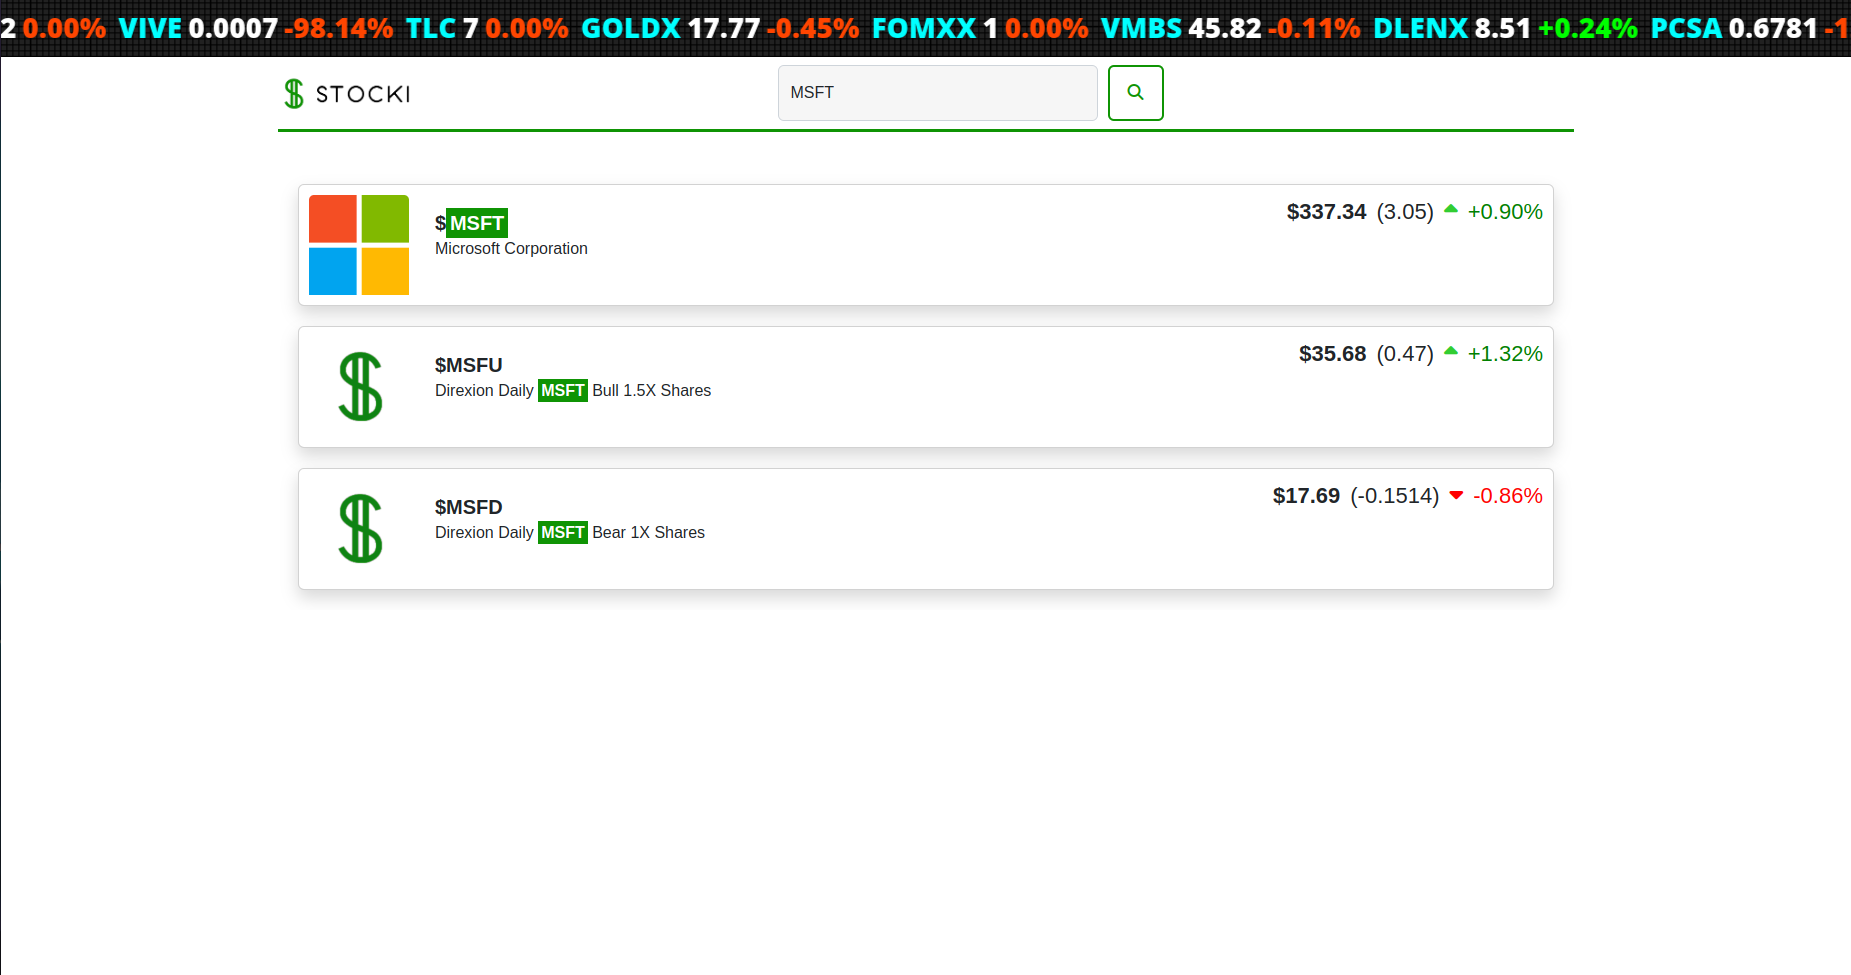 2 0.00% VIVE 0.0007 -98.14% TLC 7 0.00% GOLDX 17.77 -0.45% FOMXX 1 0.00% VMBS 45.82 -0.11% DLENX 8.51 +0.24% PCSA 0.6781 -1
STOCKI
MSFT
$MSFT
Microsoft Corporation
$337.34 (3.05) +0.90%
$MSFU
Direxion Daily MSFT Bull 1.5X Shares
$35.68 (0.47) +1.32%
$MSFD
Direxion Daily MSFT Bear 1X Shares
$17.69 (-0.1514) -0.86%